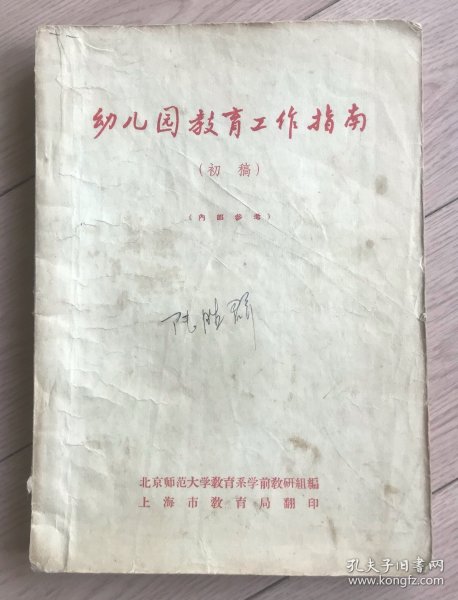 幼儿园教育工作指南
(初稿)
(内部参考)
北京师范大学教育系学前教研組編
上海市教育局翻印
孔夫子旧书网
www.kongfz.com